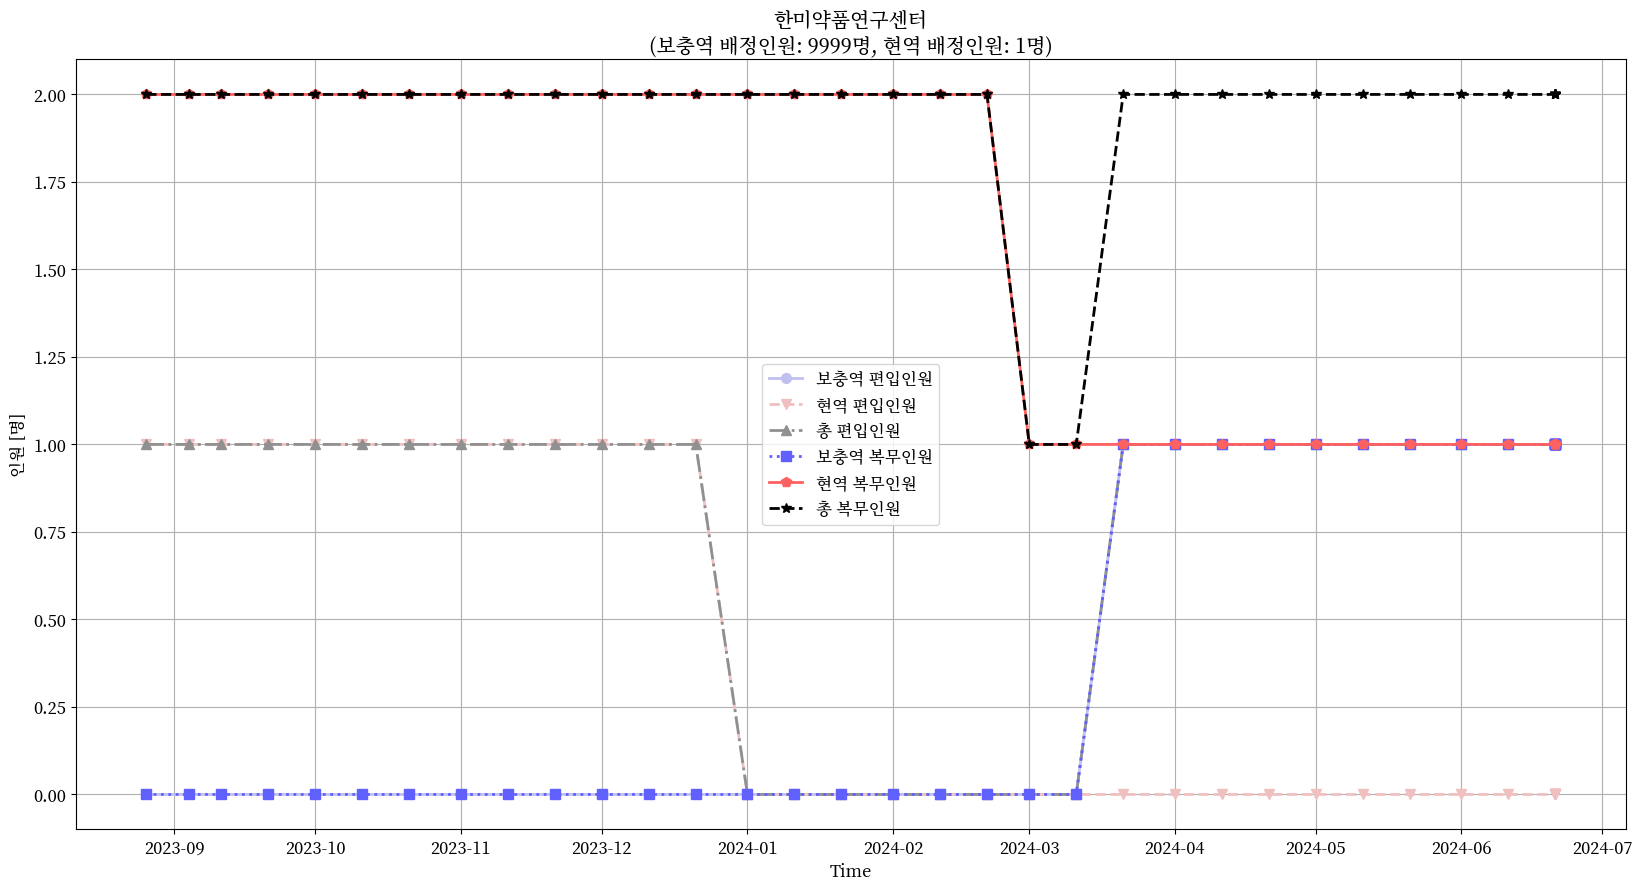 한미약품연구센터
(보충역 배정인원: 9999명, 현역 배정인원: 1명)
2.00
1.75
1.50
1.25
1.00
0.75
0.50
0.25
0.00
인원 [명]
보충역 편입인원
현역 편입인원
총 편입인원
보충역 복무인원
현역 복무인원
총 복무인원
2023-09 2023-10 2023-11 2023-12 2024-01 2024-02 2024-03 2024-04 2024-05 2024-06 2024-07
Time